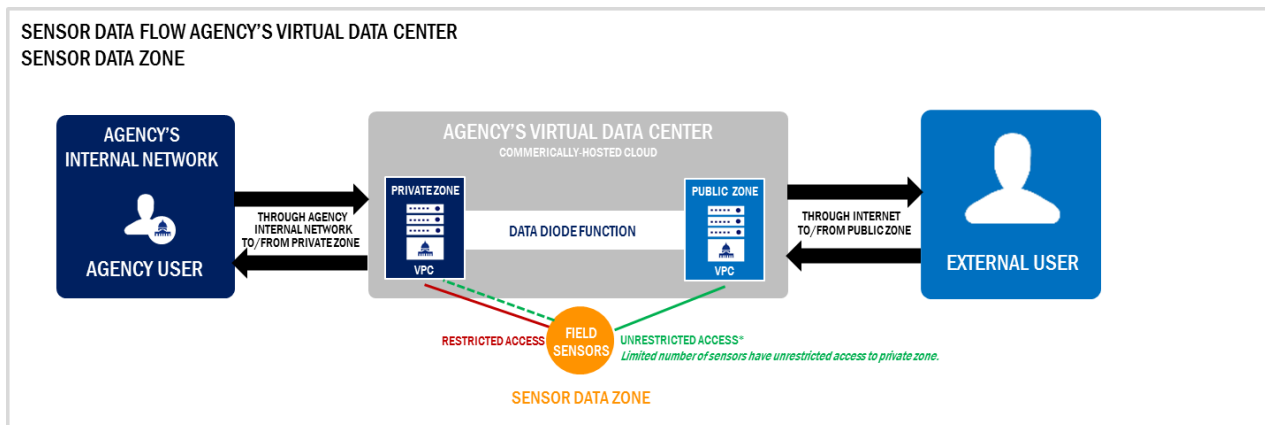 SENSOR DATA FLOW AGENCY'S VIRTUAL DATA CENTER
SENSOR DATA ZONE
AGENCY'S
INTERNAL NETWORK
AGENCY USER
THROUGH AGENCY
INTERNAL NETWORK
TO/FROM PRIVATE ZONE
AGENCY'S VIRTUAL DATA CENTER
COMMERICALLY-HOSTED CLOUD
PRIVATE ZONE
VPC
DATA DIODE FUNCTION
PUBLIC ZONE
VPC
THROUGH INTERNET
TO/FROM PUBLIC ZONE
EXTERNAL USER
RESTRICTED ACCESS
FIELD
SENSORS
UNRESTRICTED ACCESS*
Limited number of sensors have unrestricted access to private zone.
SENSOR DATA ZONE